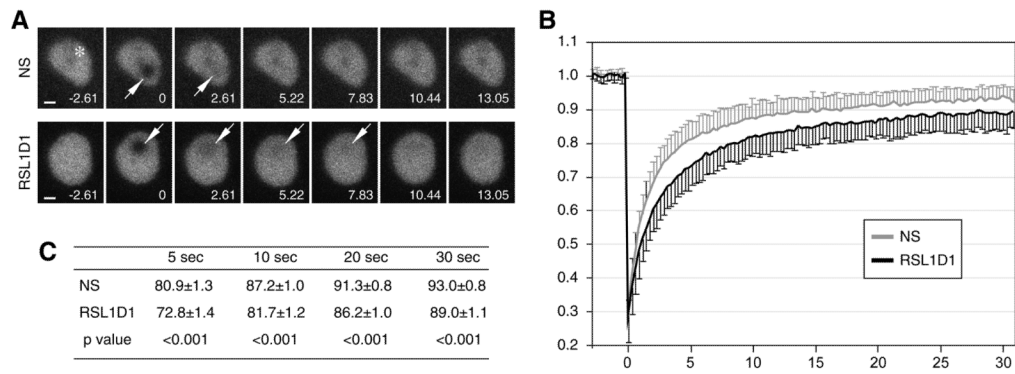 A
NS
*
-2.61 0 2.61 5.22 7.83 10.44 13.05
RSL1D1
-2.61 0 2.61 5.22 7.83 10.44 13.05
C
5 sec 10 sec 20 sec 30 sec
NS 80.9±1.3 87.2±1.0 91.3±0.8 93.0±0.8
RSL1D1 72.8±1.4 81.7±1.2 86.2±1.0 89.0±1.1
p value <0.001 <0.001 <0.001 <0.001
B
1.1
1.0
0.9
0.8
0.7
0.6
0.5
0.4
0.3
0.2
0 5 10 15 20 25 30
NS
RSL1D1